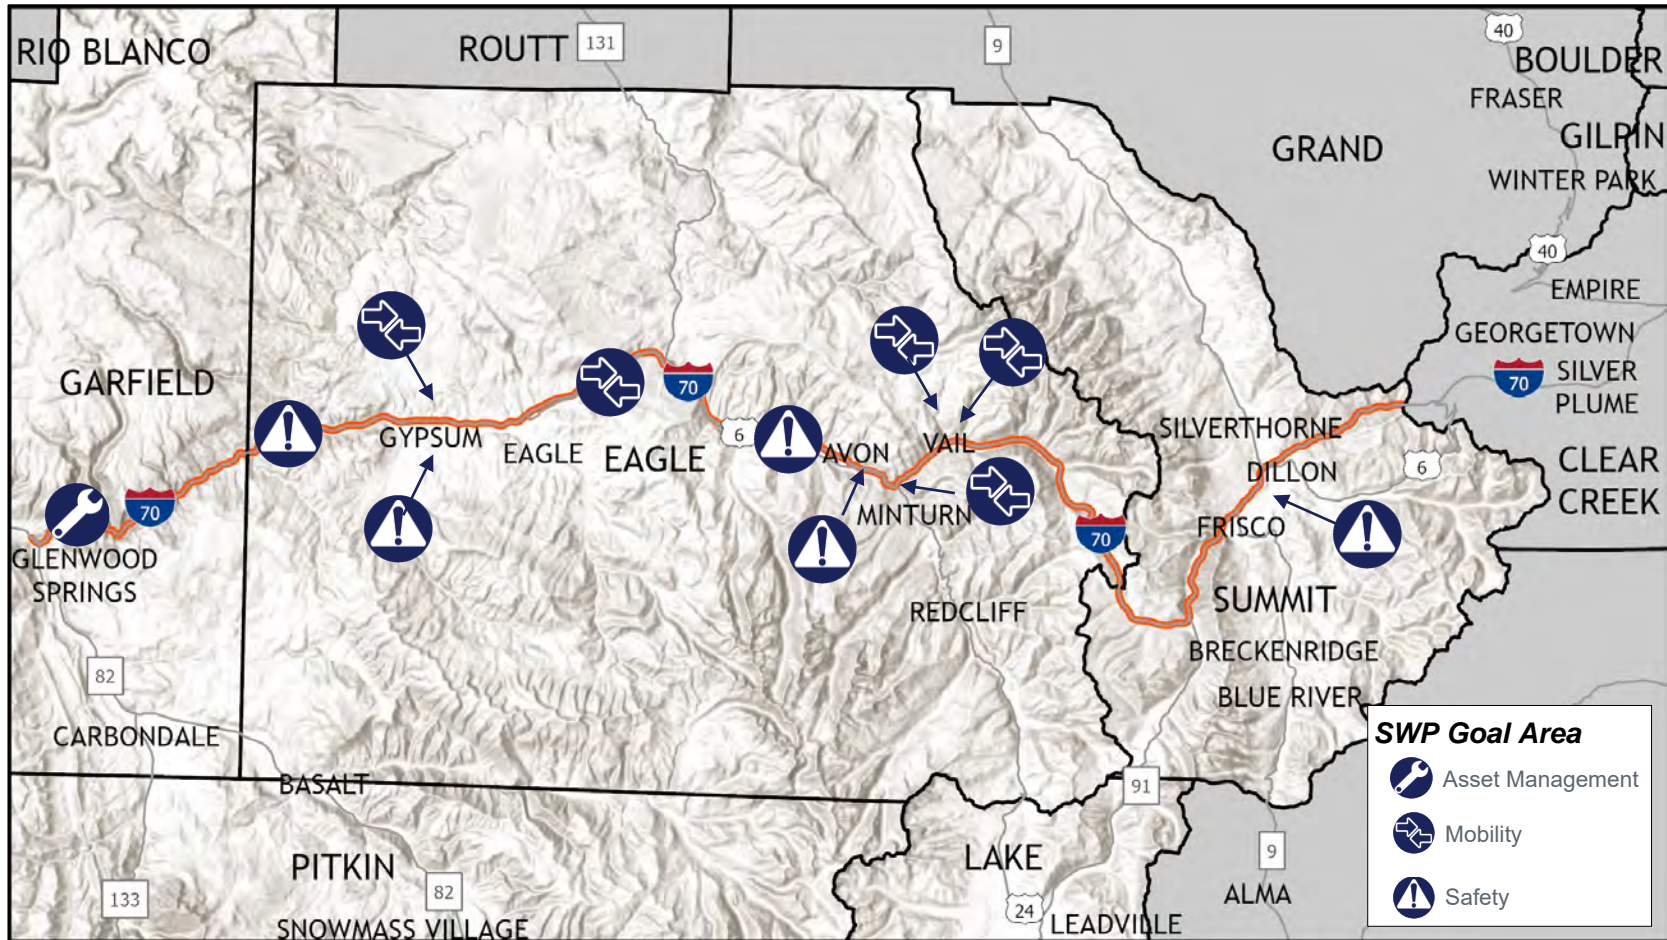 RIO BLANCO
ROUTT
131
9
40
BOULDER
FRASER
GILPIN
GRAND
WINTER PARK
40
EMPIRE
GEORGETOWN
70
SILVER
PLUME
GARFIELD
70
6
GYPSUM
EAGLE
EAGLE
AVON
VAIL
SILVERTHORNE
DILLON
6
CLEAR
CREEK
70
MINTURN
70
FRISCO
GLENWOOD
SPRINGS
SUMMIT
REDCLIFF
BRECKENRIDGE
82
BLUE RIVER
CARBONDALE
BASALT
91
SWP Goal Area
Asset Management
Mobility
Safety
PITKIN
LAKE
9
133
82
ALMA
24
SNOWMASS VILLAGE
LEADVILLE